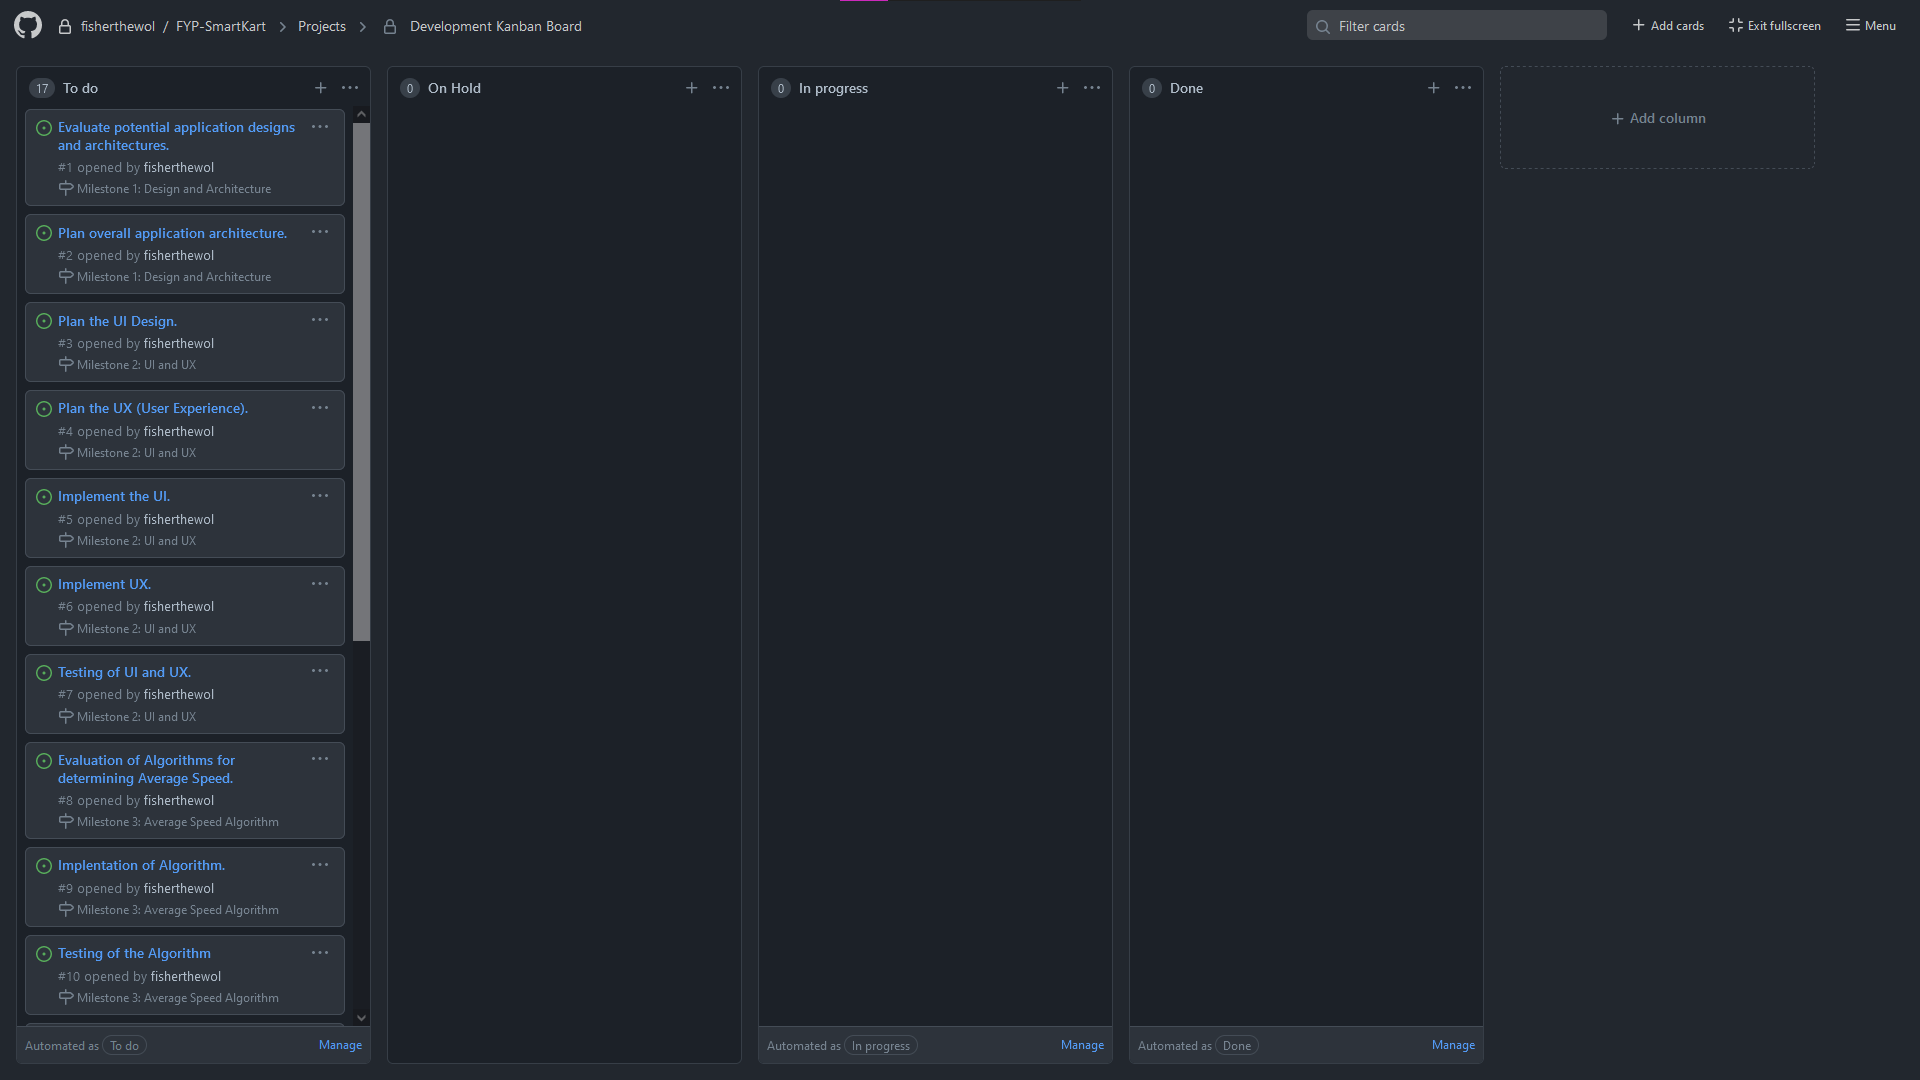 fisherthewol / FYP-SmartKart > Projects > Development Kanban Board
Filter cards
Add cards
Exit fullscreen
Menu
17 To do
Evaluate potential application designs
and architectures.
#1 opened by fisherthewol
Milestone 1: Design and Architecture
Plan overall application architecture.
#2 opened by fisherthewol
Milestone 1: Design and Architecture
Plan the UI Design.
#3 opened by fisherthewol
Milestone 2: UI and UX
Plan the UX (User Experience).
#4 opened by fisherthewol
Milestone 2: UI and UX
Implement the UI.
#5 opened by fisherthewol
Milestone 2: UI and UX
Implement UX.
#6 opened by fisherthewol
Milestone 2: UI and UX
Testing of UI and UX.
#7 opened by fisherthewol
Milestone 2: UI and UX
Evaluation of Algorithms for
determining Average Speed.
#8 opened by fisherthewol
Milestone 3: Average Speed Algorithm
Implentation of Algorithm.
#9 opened by fisherthewol
Milestone 3: Average Speed Algorithm
Testing of the Algorithm
#10 opened by fisherthewol
Milestone 3: Average Speed Algorithm
Automated as To do
Manage
0 On Hold
0 In progress
Automated as In progress
Manage
0 Done
Automated as Done
Manage
Add column